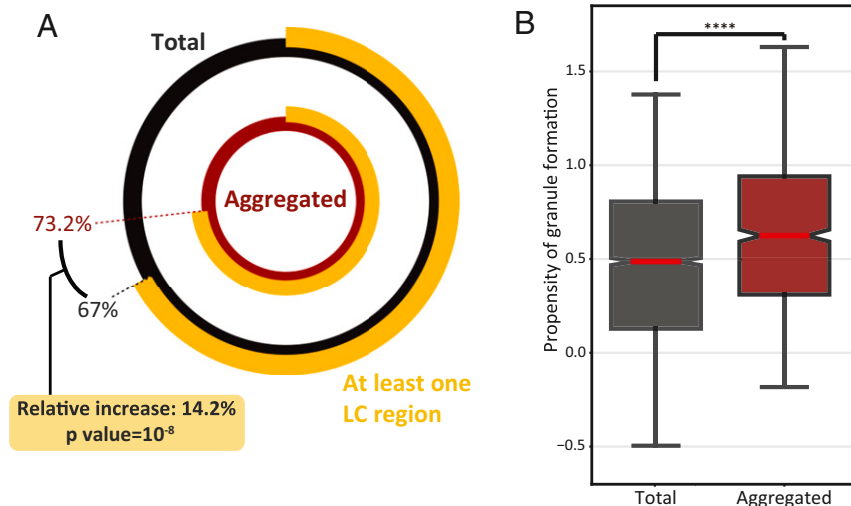 A
Total
Aggregated
73.2%
67%
At least one
LC region
Relative increase: 14.2%
p value=10⁻⁸
B
****
Propensity of granule formation
1.5
1.0
0.5
0.0
−0.5
Total
Aggregated